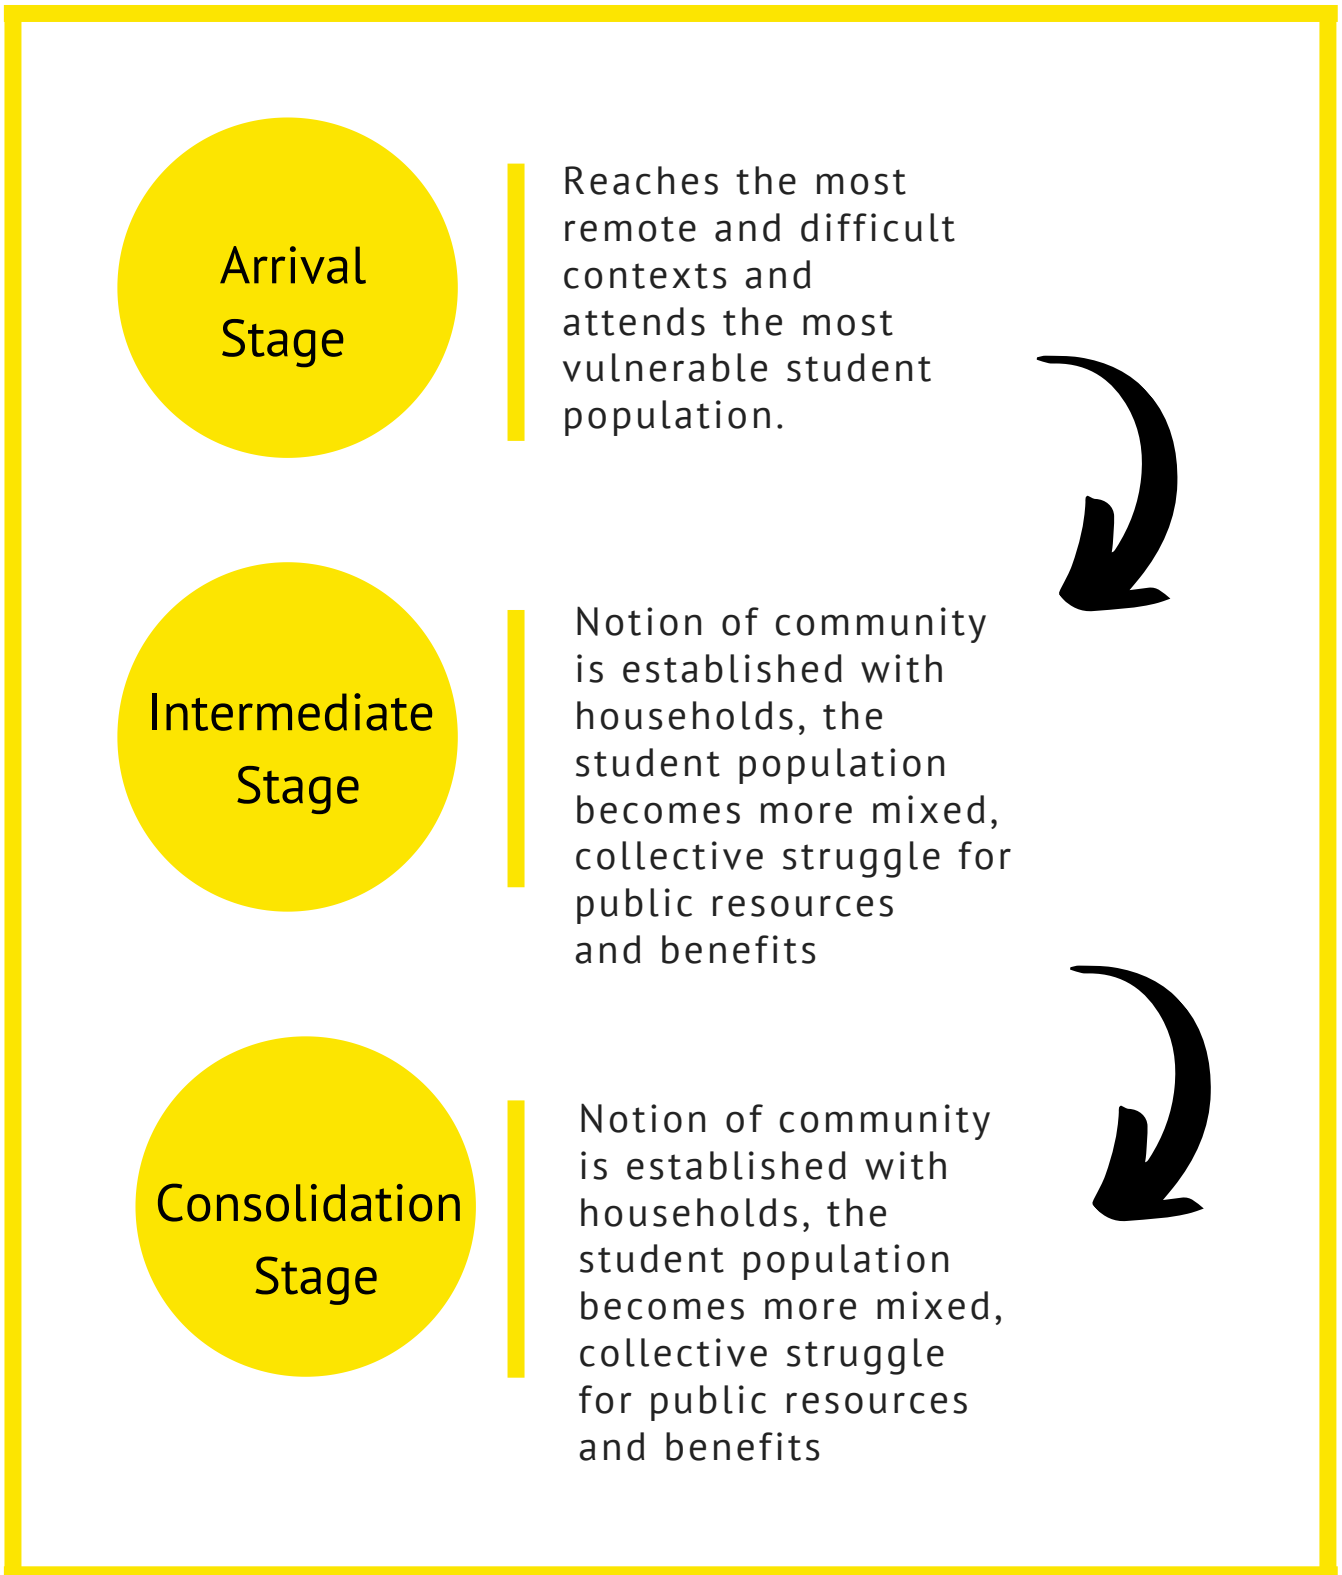 Arrival
Stage
Reaches the most
remote and difficult
contexts and
attends the most
vulnerable student
population.
Intermediate
Stage
Notion of community
is established with
households, the
student population
becomes more mixed,
collective struggle for
public resources
and benefits
Consolidation
Stage
Notion of community
is established with
households, the
student population
becomes more mixed,
collective struggle
for public resources
and benefits